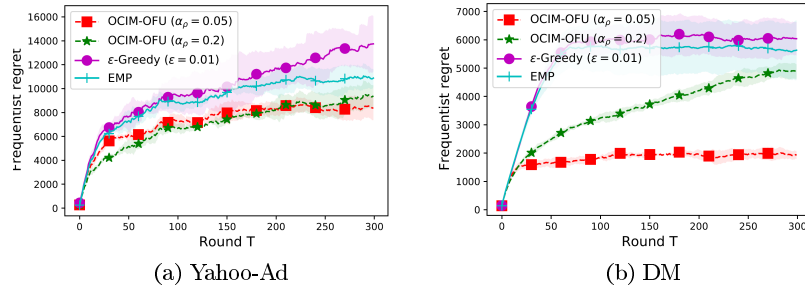 OCIM-OFU (αρ = 0.05)
OCIM-OFU (αρ = 0.2)
ε-Greedy (ε = 0.01)
EMP
Frequentist regret
16000
14000
12000
10000
8000
6000
4000
2000
0
0 50 100 150 200 250 300
Round T
(a) Yahoo-Ad
OCIM-OFU (αρ = 0.05)
OCIM-OFU (αρ = 0.2)
ε-Greedy (ε = 0.01)
EMP
Frequentist regret
7000
6000
5000
4000
3000
2000
1000
0
0 50 100 150 200 250 300
Round T
(b) DM